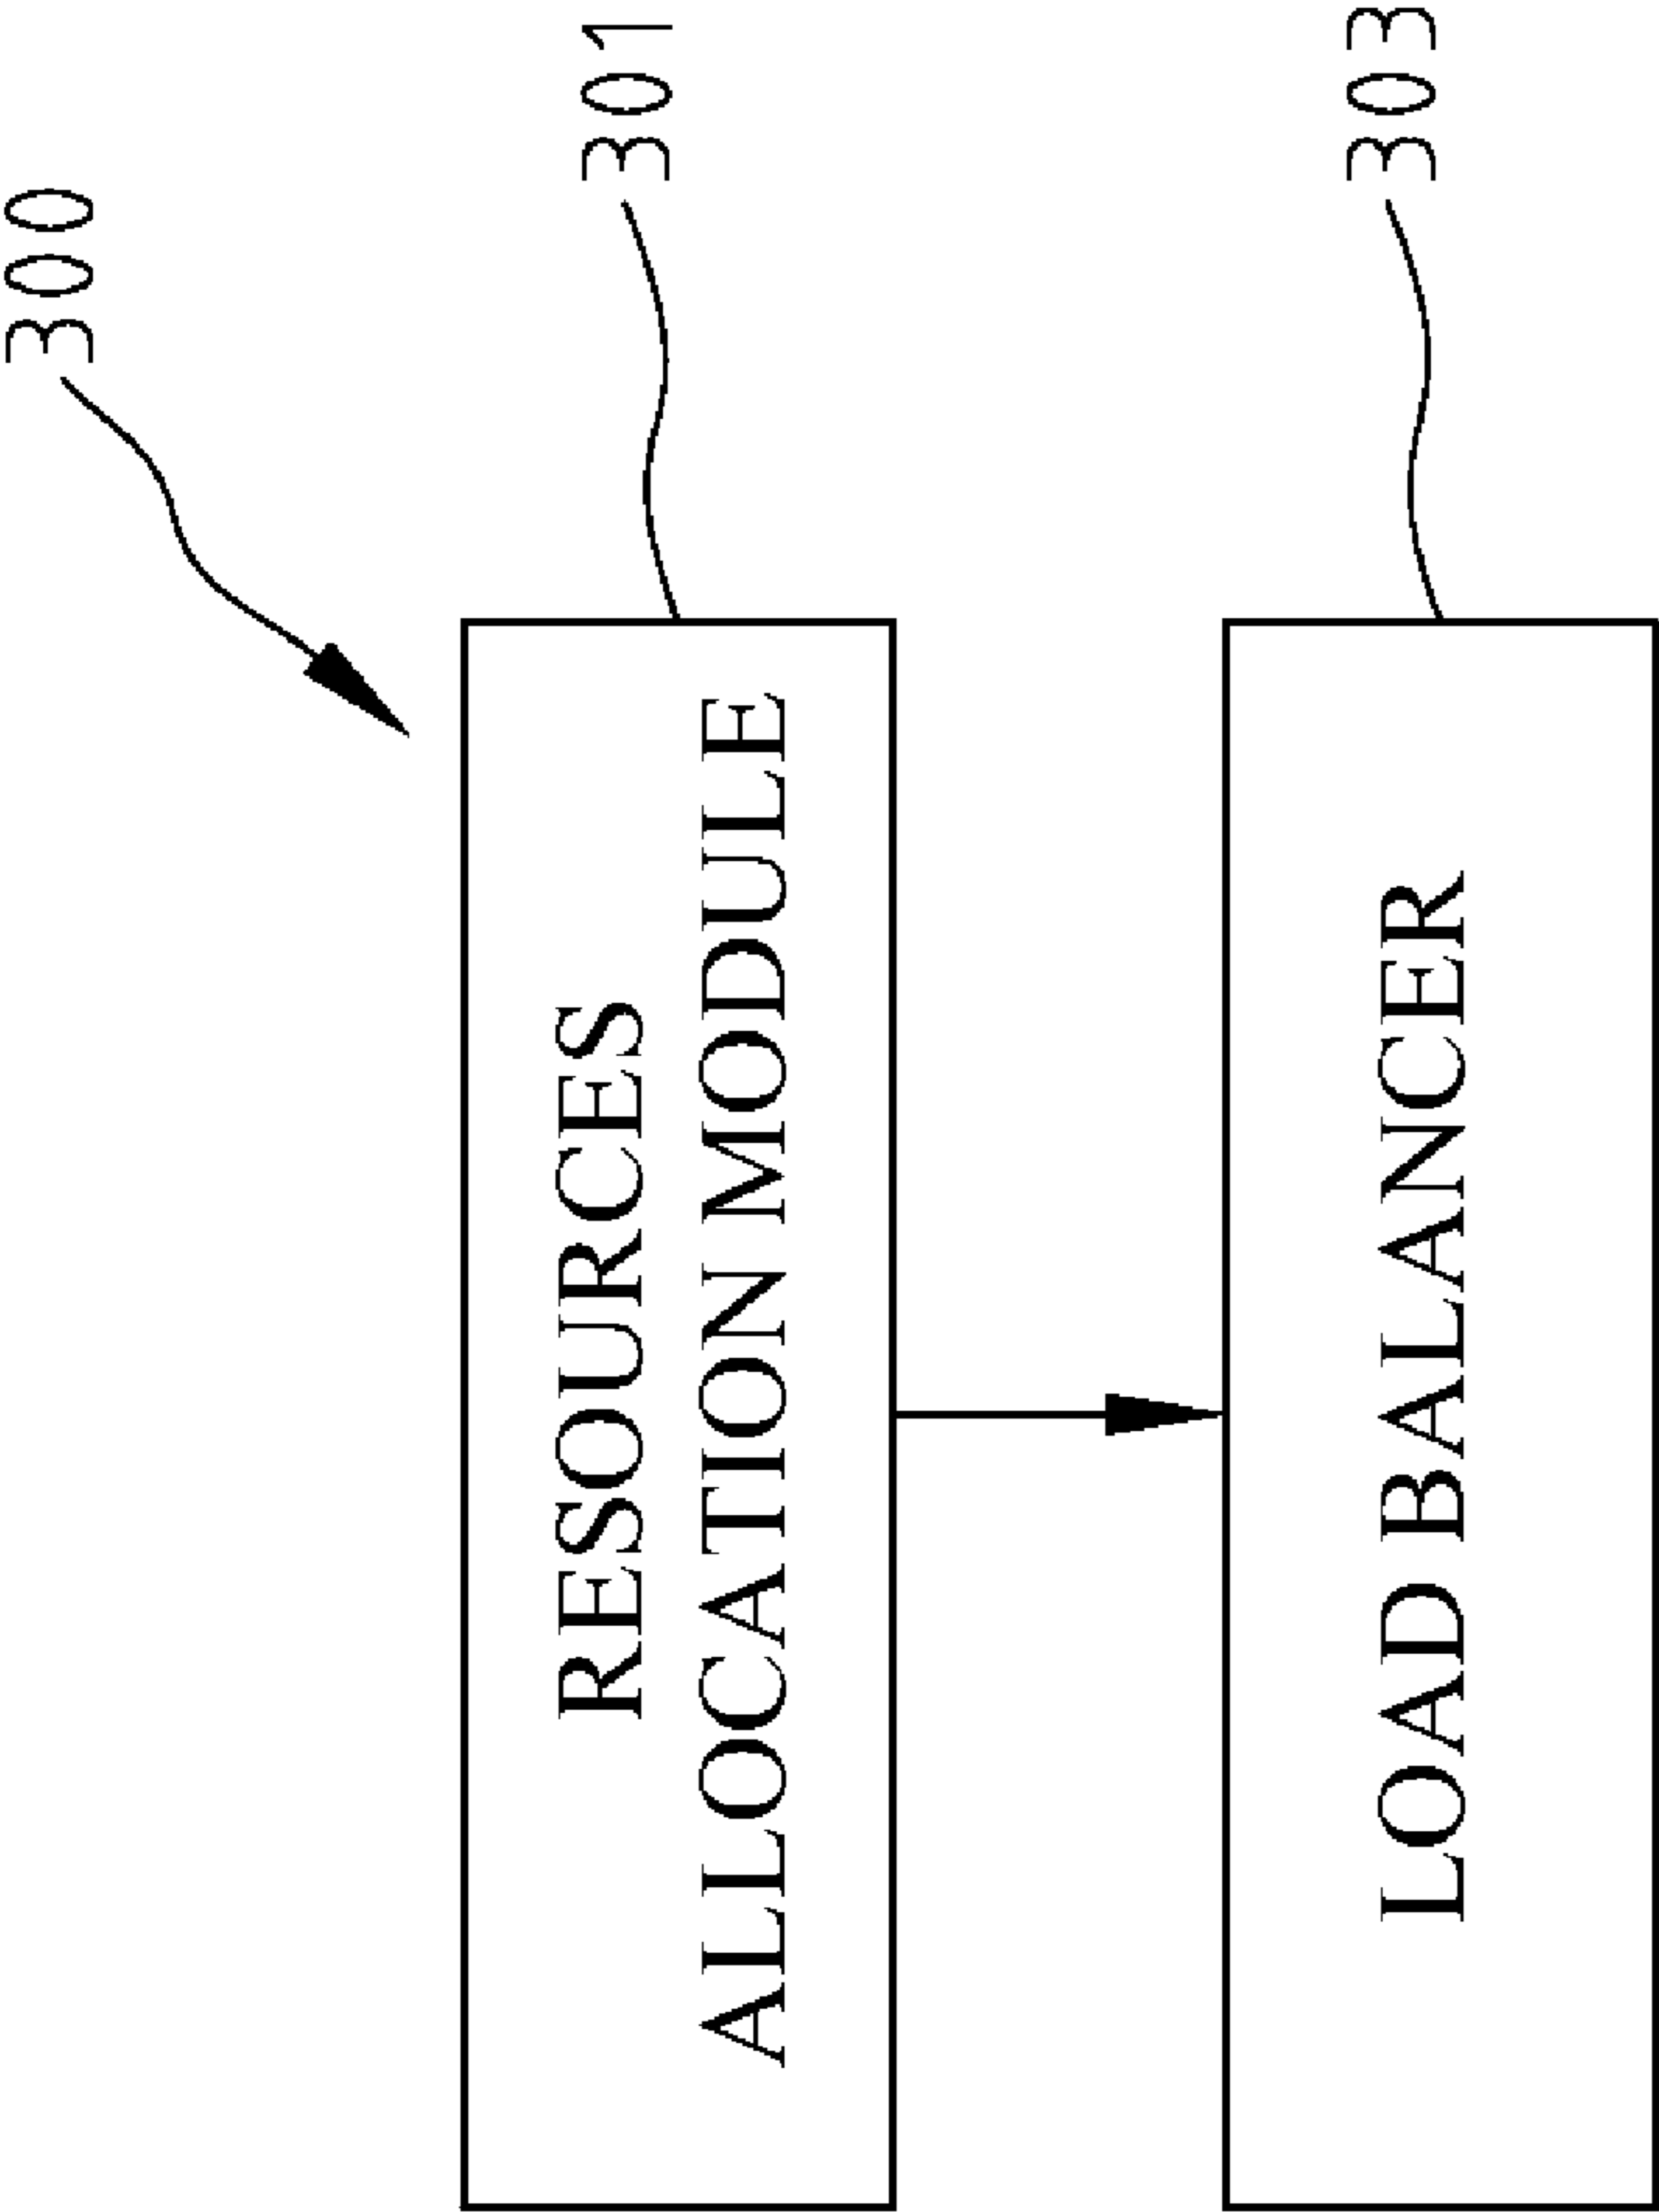 300
RESOURCES
ALLOCATION MODULE
301
LOAD BALANCER
303